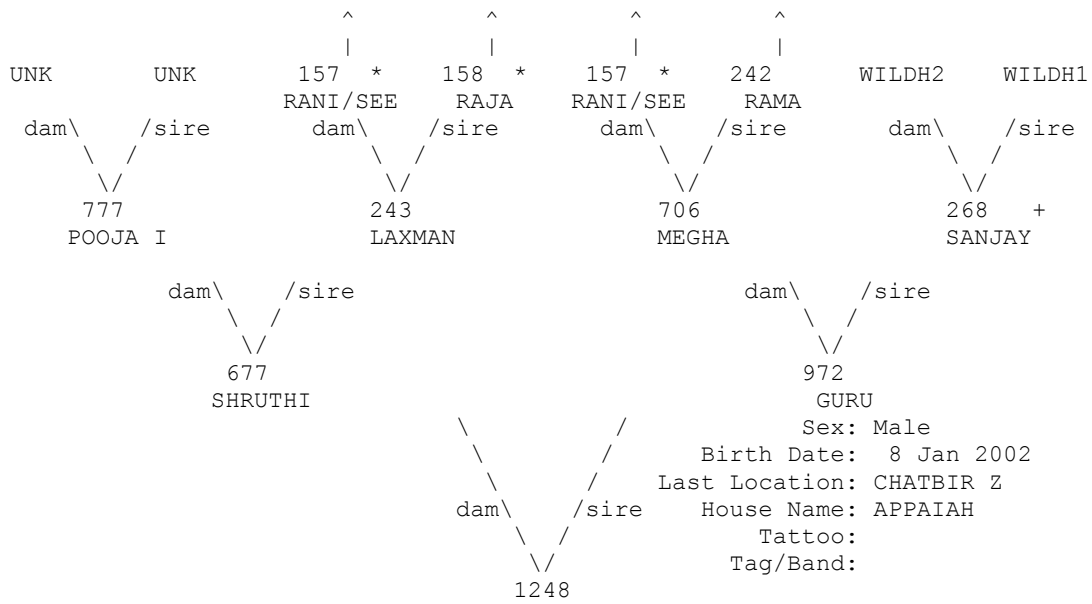 ^ ^ ^ ^
| | | |
UNK UNK 157 * 158 * 157 * 242 WILDH2 WILDH1
RANI/SEE RAJA RANI/SEE RAMA
dam\ /sire dam\ /sire dam\ /sire dam\ /sire
\ / \ / \ / \ /
\/ \/ \/ \/
777 243 706 268 +
POOJA I LAXMAN MEGHA SANJAY
dam\ /sire dam\ /sire
\ / \ /
\/ \/
677 972
SHRUTHI GURU
\ / Sex: Male
\ / Birth Date: 8 Jan 2002
\ / Last Location: CHATBIR Z
dam\ /sire House Name: APPAIAH
\ / Tattoo:
\/ Tag/Band:
1248